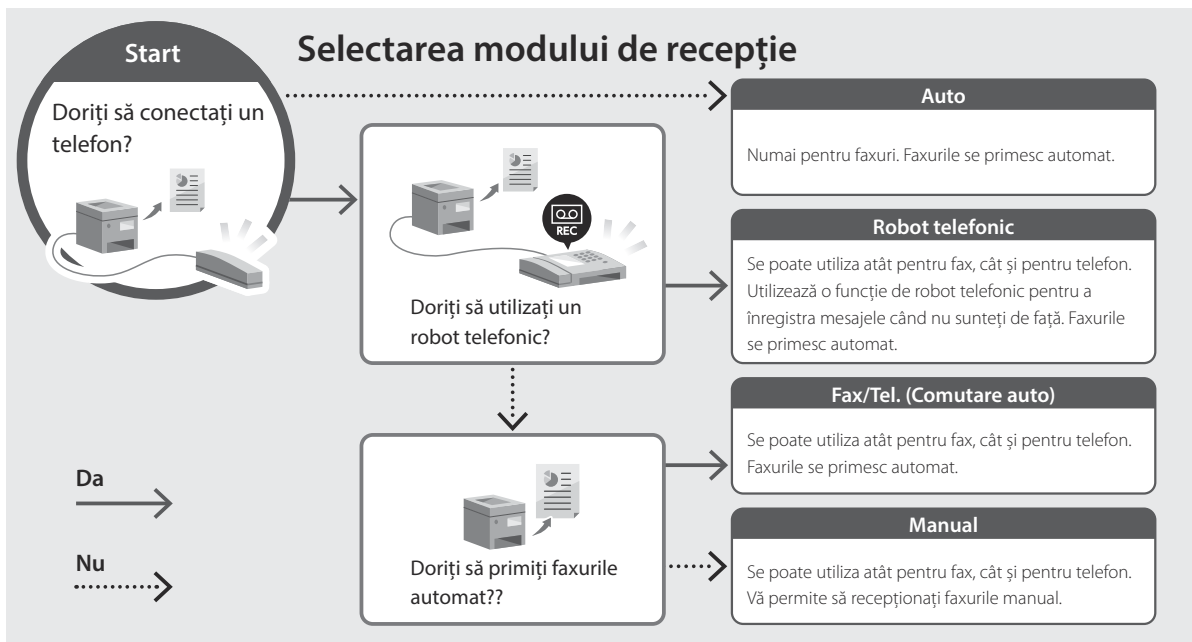 Selectarea modului de recepție
Start
Doriți să conectați un
telefon?
REC
Doriți să utilizați un
robot telefonic?
Doriți să primiți faxurile
automat??
Da
Nu
Auto
Numai pentru faxuri. Faxurile se primesc automat.
Robot telefonic
Se poate utiliza atât pentru fax, cât și pentru telefon.
Utilizează o funcție de robot telefonic pentru a
înregistra mesajele când nu sunteți de față. Faxurile
se primesc automat.
Fax/Tel. (Comutare auto)
Se poate utiliza atât pentru fax, cât și pentru telefon.
Faxurile se primesc automat.
Manual
Se poate utiliza atât pentru fax, cât și pentru telefon.
Vă permite să recepționați faxurile manual.